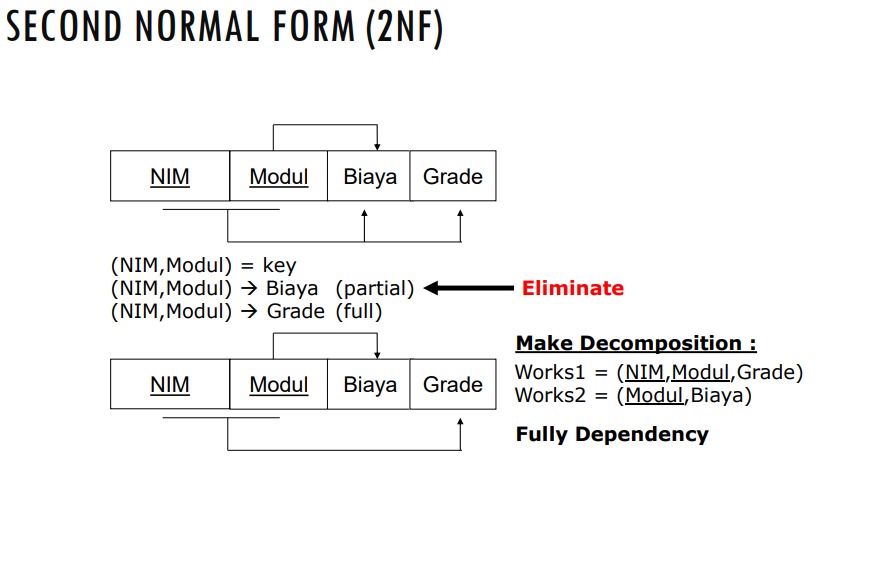 SECOND NORMAL FORM (2NF)
NIM Modul Biaya Grade
(NIM,Modul) = key
(NIM,Modul) → Biaya (partial) Eliminate
(NIM,Modul) → Grade (full)
NIM Modul Biaya Grade
Make Decomposition :
Works1 = (NIM,Modul,Grade)
Works2 = (Modul,Biaya)
Fully Dependency